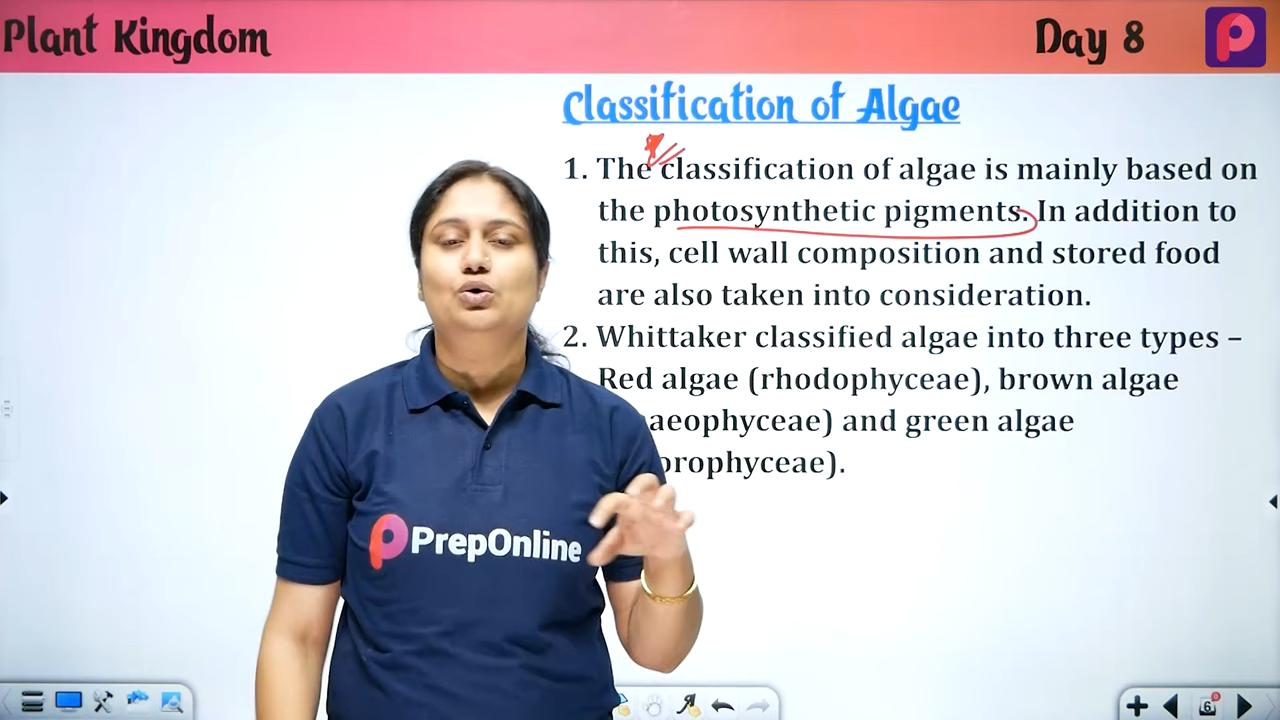 Plant Kingdom
Day 8
Classification of Algae
1. The classification of algae is mainly based on
the photosynthetic pigments. In addition to
this, cell wall composition and stored food
are also taken into consideration.
2. Whittaker classified algae into three types –
Red algae (rhodophyceae), brown algae
aeophyceae) and green algae
orophyceae).
PrepOnline
6